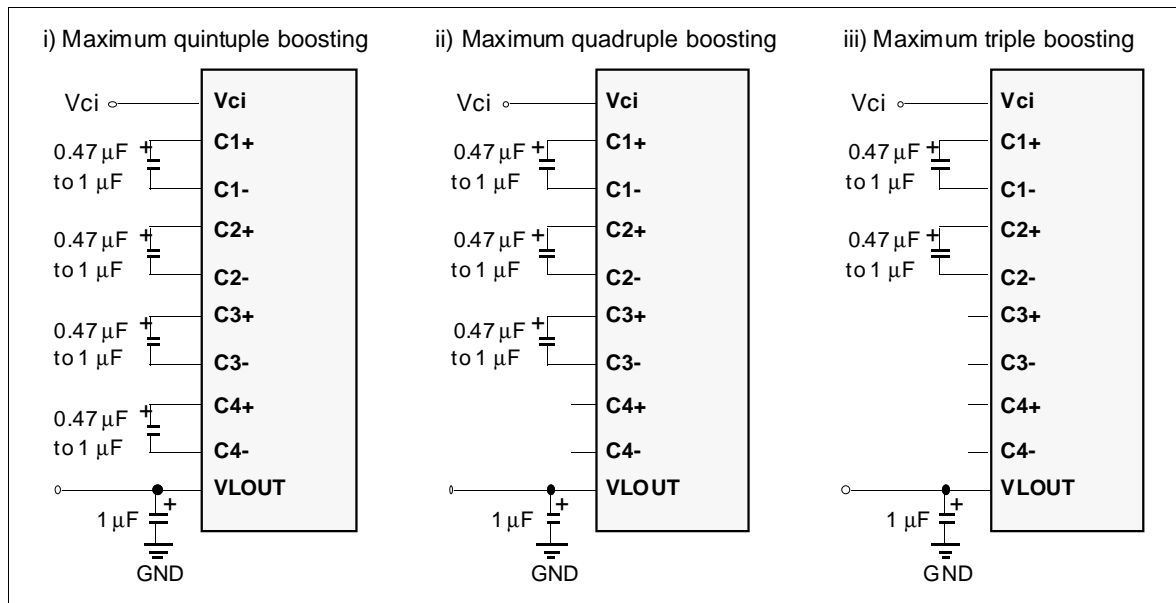 i) Maximum quintuple boosting
Vci
Vci
0.47 µF
to 1 µF
+
C1+
C1-
0.47 µF
to 1 µF
+
C2+
C2-
0.47 µF
to 1 µF
+
C3+
C3-
0.47 µF
to 1 µF
+
C4+
C4-
VLOUT
1 µF
+
GND
ii) Maximum quadruple boosting
Vci
Vci
0.47 µF
to 1 µF
+
C1+
C1-
0.47 µF
to 1 µF
+
C2+
C2-
0.47 µF
to 1 µF
+
C3+
C3-
C4+
C4-
VLOUT
1 µF
+
GND
iii) Maximum triple boosting
Vci
Vci
0.47 µF
to 1 µF
+
C1+
C1-
0.47 µF
to 1 µF
+
C2+
C2-
C3+
C3-
C4+
C4-
VLOUT
1 µF
+
GND